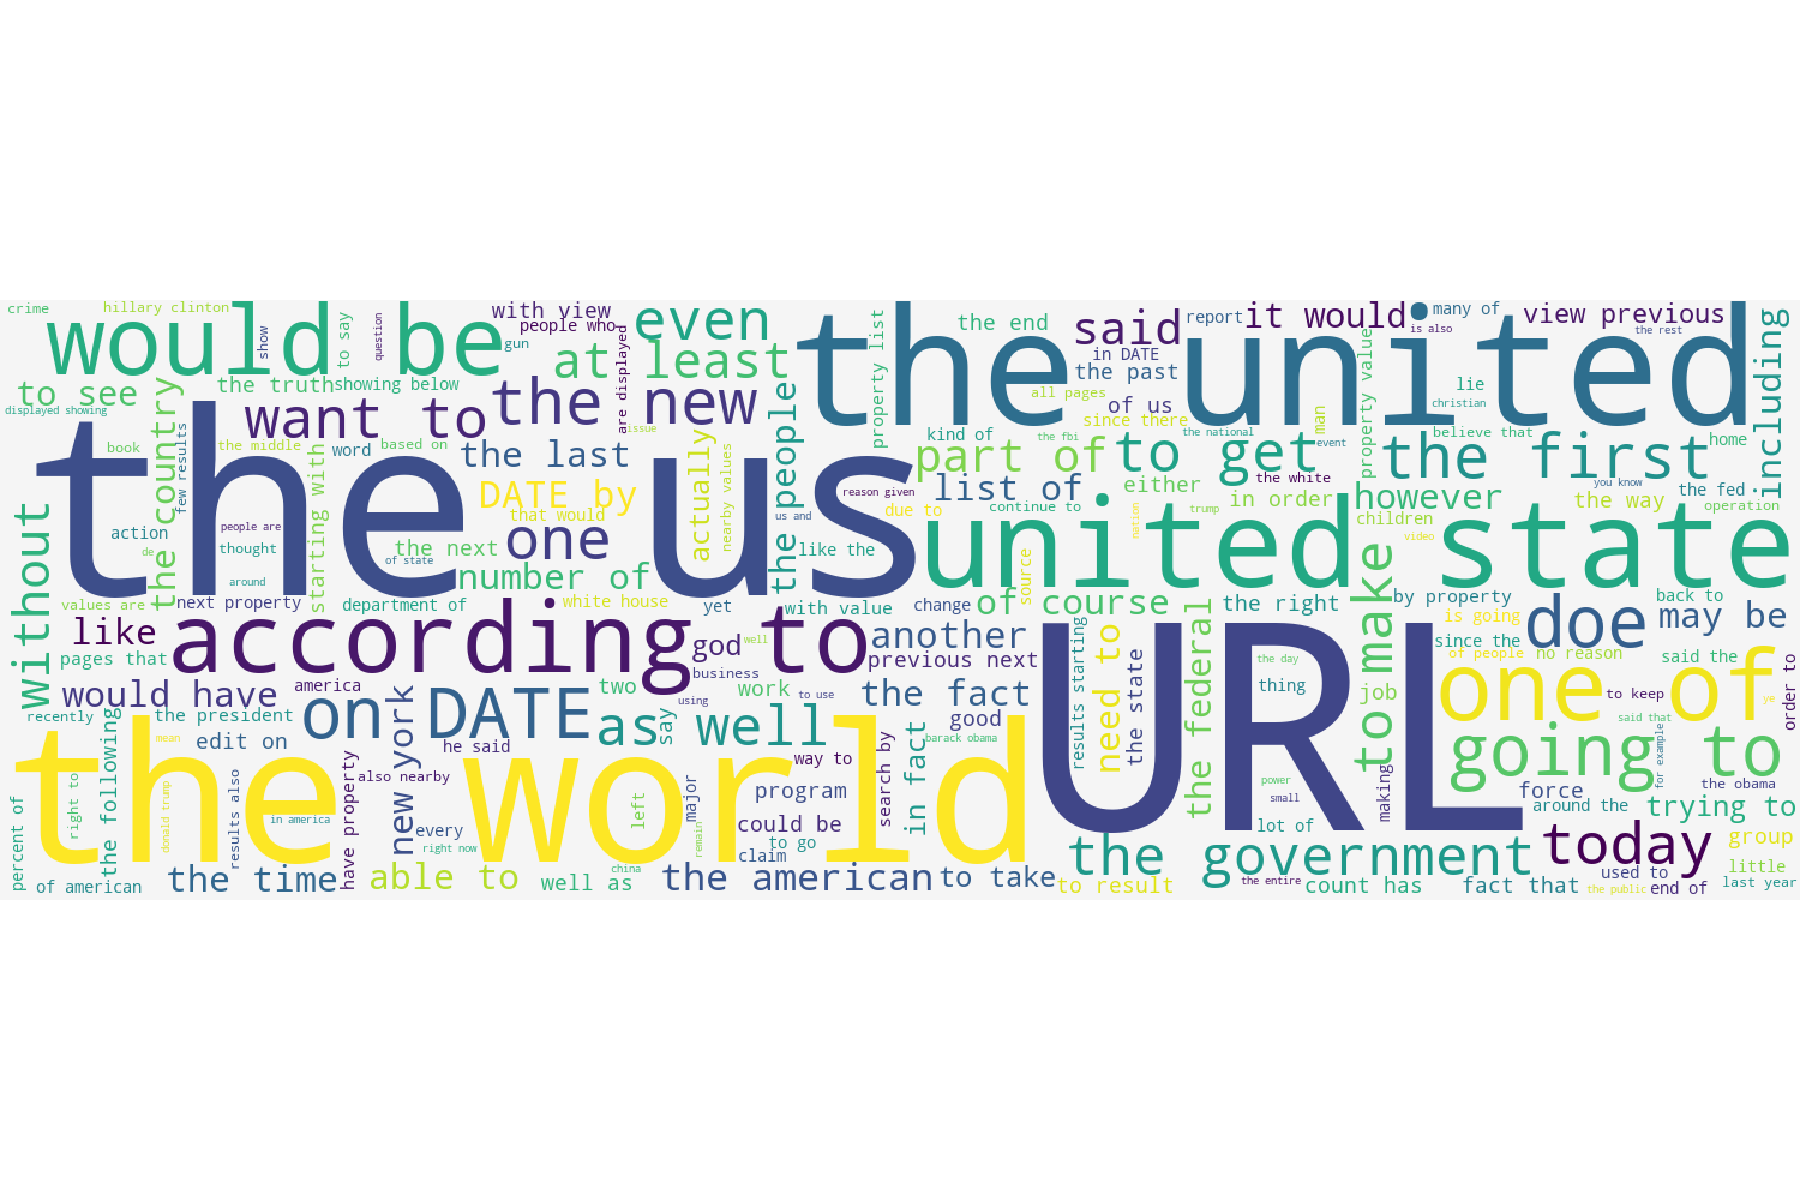 crime
hillary clinton
would be
show
to say
question
with view
people who
gun
even
at least
are displayed
the united
property list
the end
said
in DATE
the past
report
it would
many of
is also
view previous
the rest
including
to see
displayed showing
the country
few results
the truth
showing below
want to
the new
the people
all pages
since there
of us
man
property value
lie
christian
book
the middle
starting with
word
based on
the last
issue
actually
nearby values
the us
kind of
the fbi
part of
to get
the national
event
believe that
the first
home
DATE by
that would
reason given
list of
either
the white
in order
however
you know
the way
the fed
operation
without
action
de
people are
thought
around
the next
of state
one
number of
us and
due to
like the
continue to
united state
nation
trump
children
video
values are
next property
department of
white house
yet
with value
change
of course
source
the right
to make
by property
is going
since the
back to
doe
may be
like
pages that
according to
god
well
business
another
previous next
results starting
need to
the state
the federal
URL
the day
thing
job
of people
no reason
said the
one of
to keep
said that
order to
ye
would have
america
recently
the following
the president
edit on
on DATE
new york
he said
two
as well
say
using
work
to use
the fact
good
barack obama
in fact
search by
way to
going to
for example
the obama
the world
mean
right to
percent of
donald trump
results also
in america
have property
also nearby
every
right now
left
major
remain
program
could be
to go
claim
power
small
lot of
making
force
around the
trying to
group
little
last year
of american
the time
able to
well as
china
the american
to take
to result
the government
the entire
count has
fact that
today
used to
the public
end of